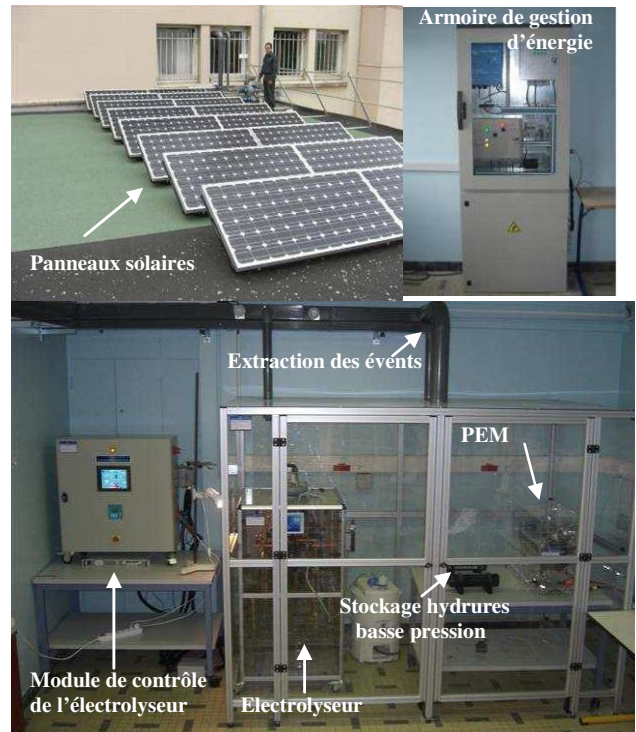 Armoire de gestion
d'énergie
Panneaux solaires
Extraction des évents
PEM
Stockage hydrures
basse pression
Module de contrôle
de l'électrolyseur
Electrolyseur